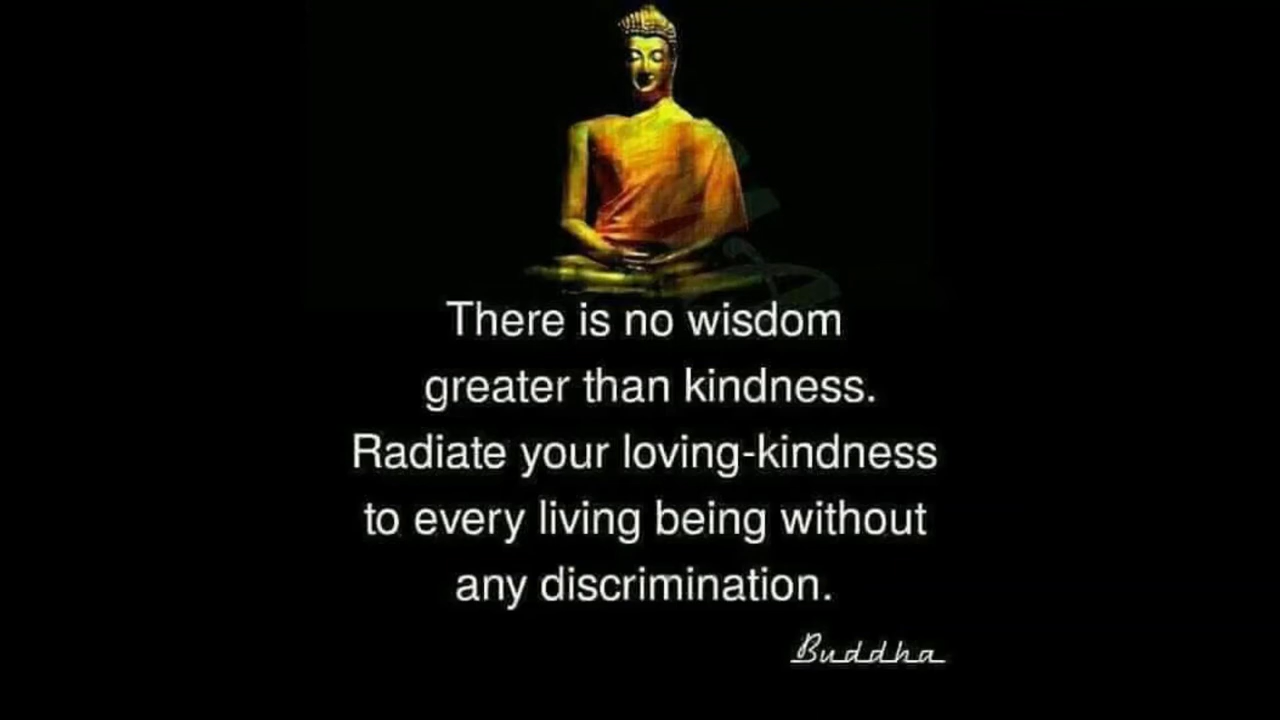 There is no wisdom
greater than kindness.
Radiate your loving-kindness
to every living being without
any discrimination.
Buddha